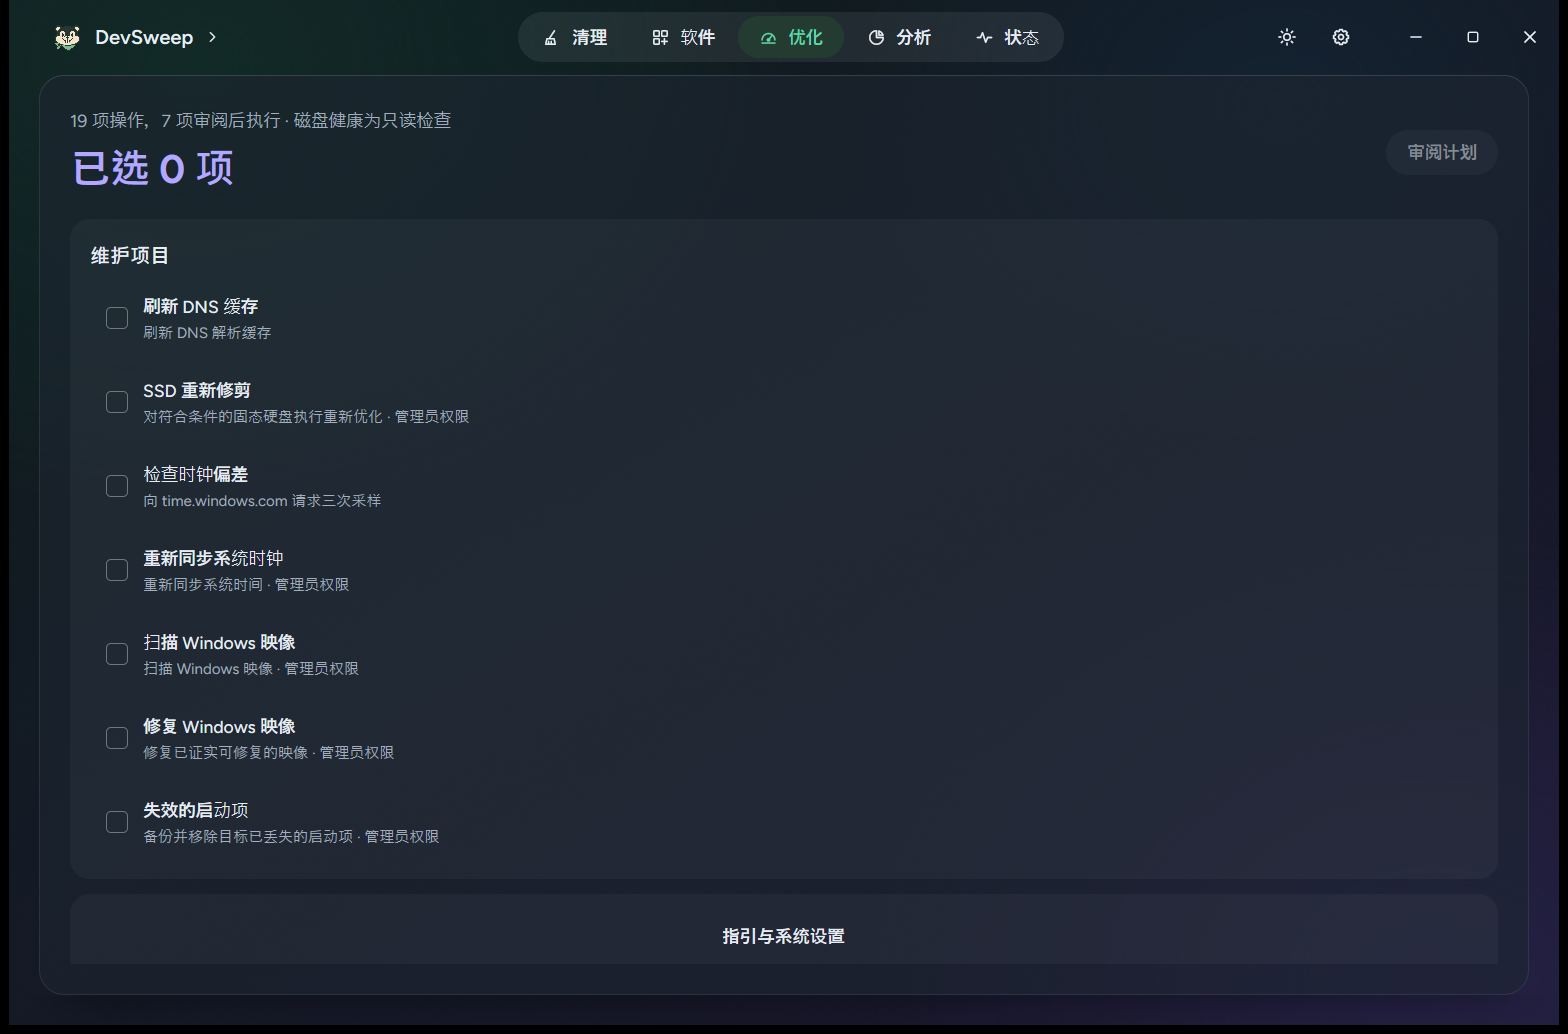 DevSweep
清理
软件
优化
分析
状态
19 项操作，7 项审阅后执行 · 磁盘健康为只读检查
已选 0 项
审阅计划
维护项目
刷新 DNS 缓存
刷新 DNS 解析缓存
SSD 重新修剪
对符合条件的固态硬盘执行重新优化 · 管理员权限
检查时钟偏差
向 time.windows.com 请求三次采样
重新同步系统时钟
重新同步系统时间 · 管理员权限
扫描 Windows 映像
扫描 Windows 映像 · 管理员权限
修复 Windows 映像
修复已证实可修复的映像 · 管理员权限
失效的启动项
备份并移除目标已丢失的启动项 · 管理员权限
指引与系统设置